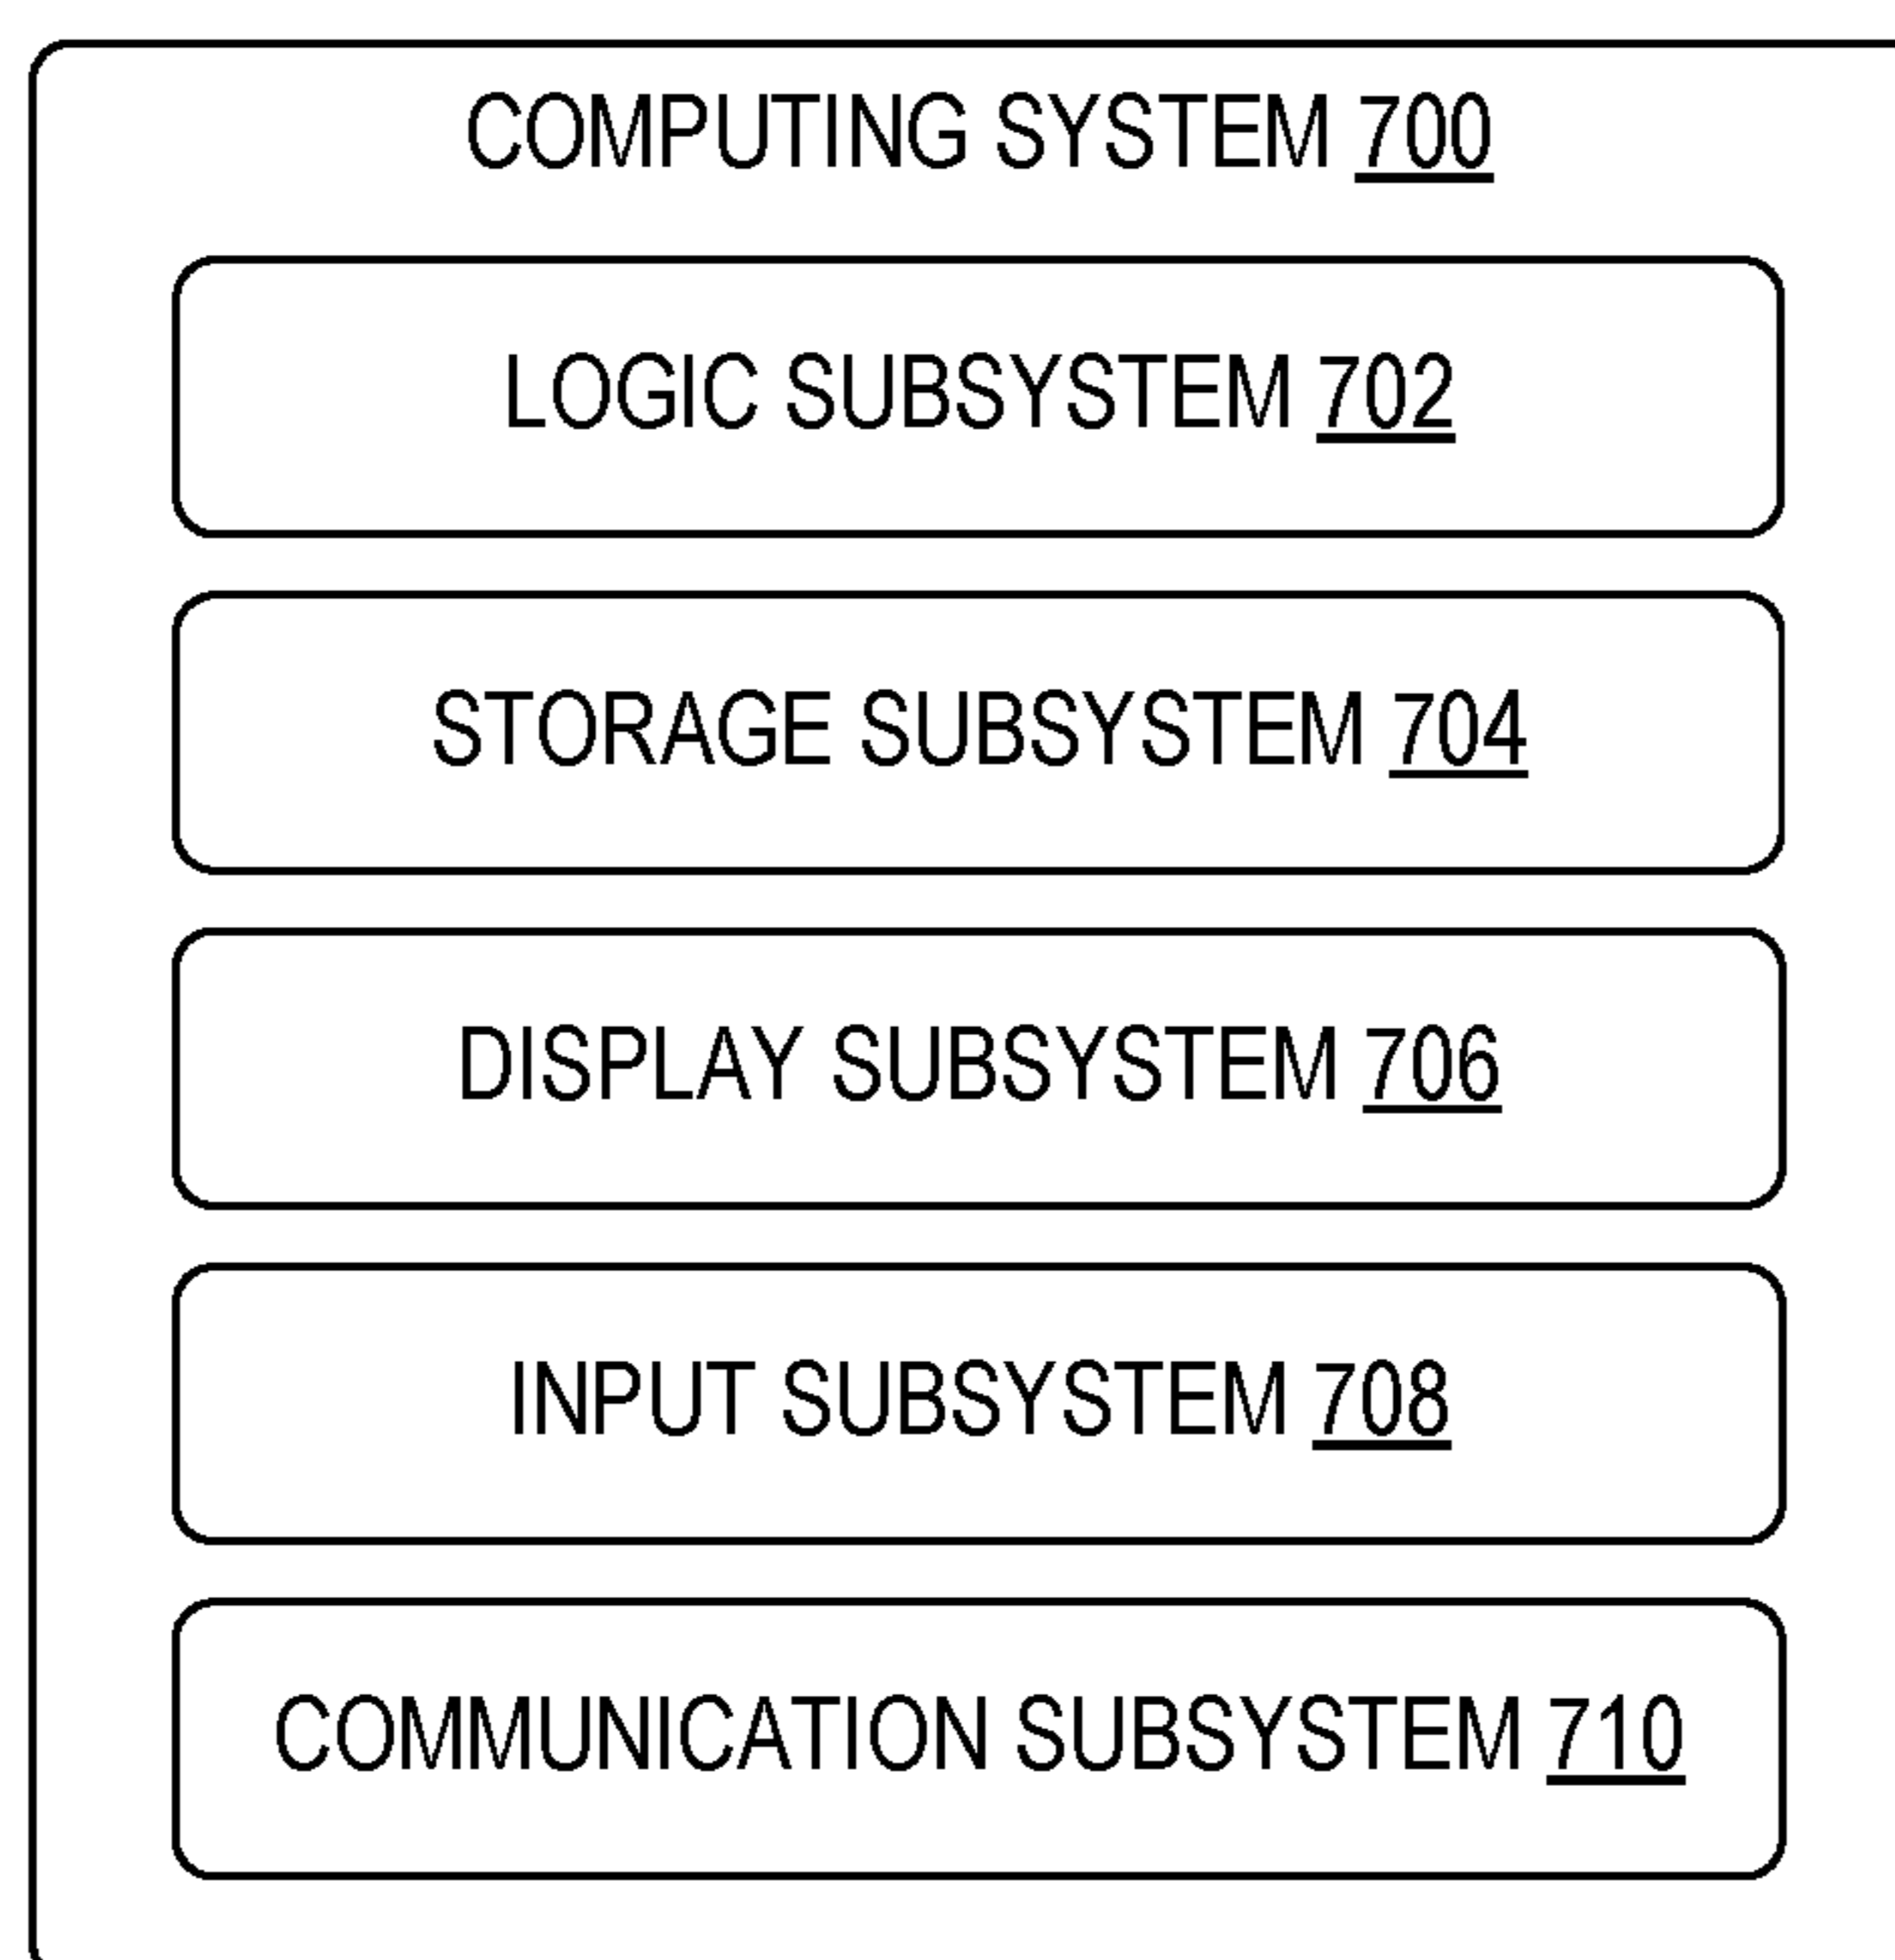 COMPUTING SYSTEM 700
LOGIC SUBSYSTEM 702
STORAGE SUBSYSTEM 704
DISPLAY SUBSYSTEM 706
INPUT SUBSYSTEM 708
COMMUNICATION SUBSYSTEM 710